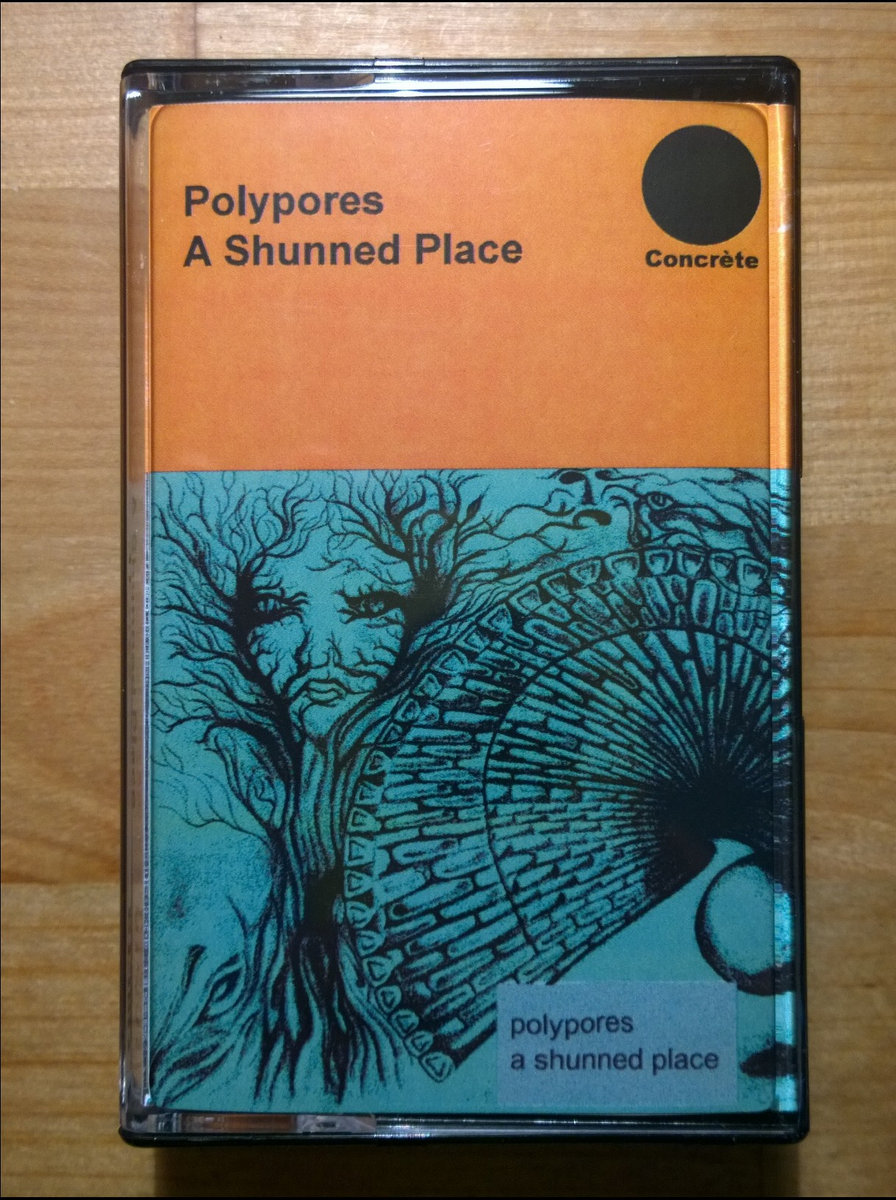 Polypores
A Shunned Place
Concrète
polypores
a shunned place